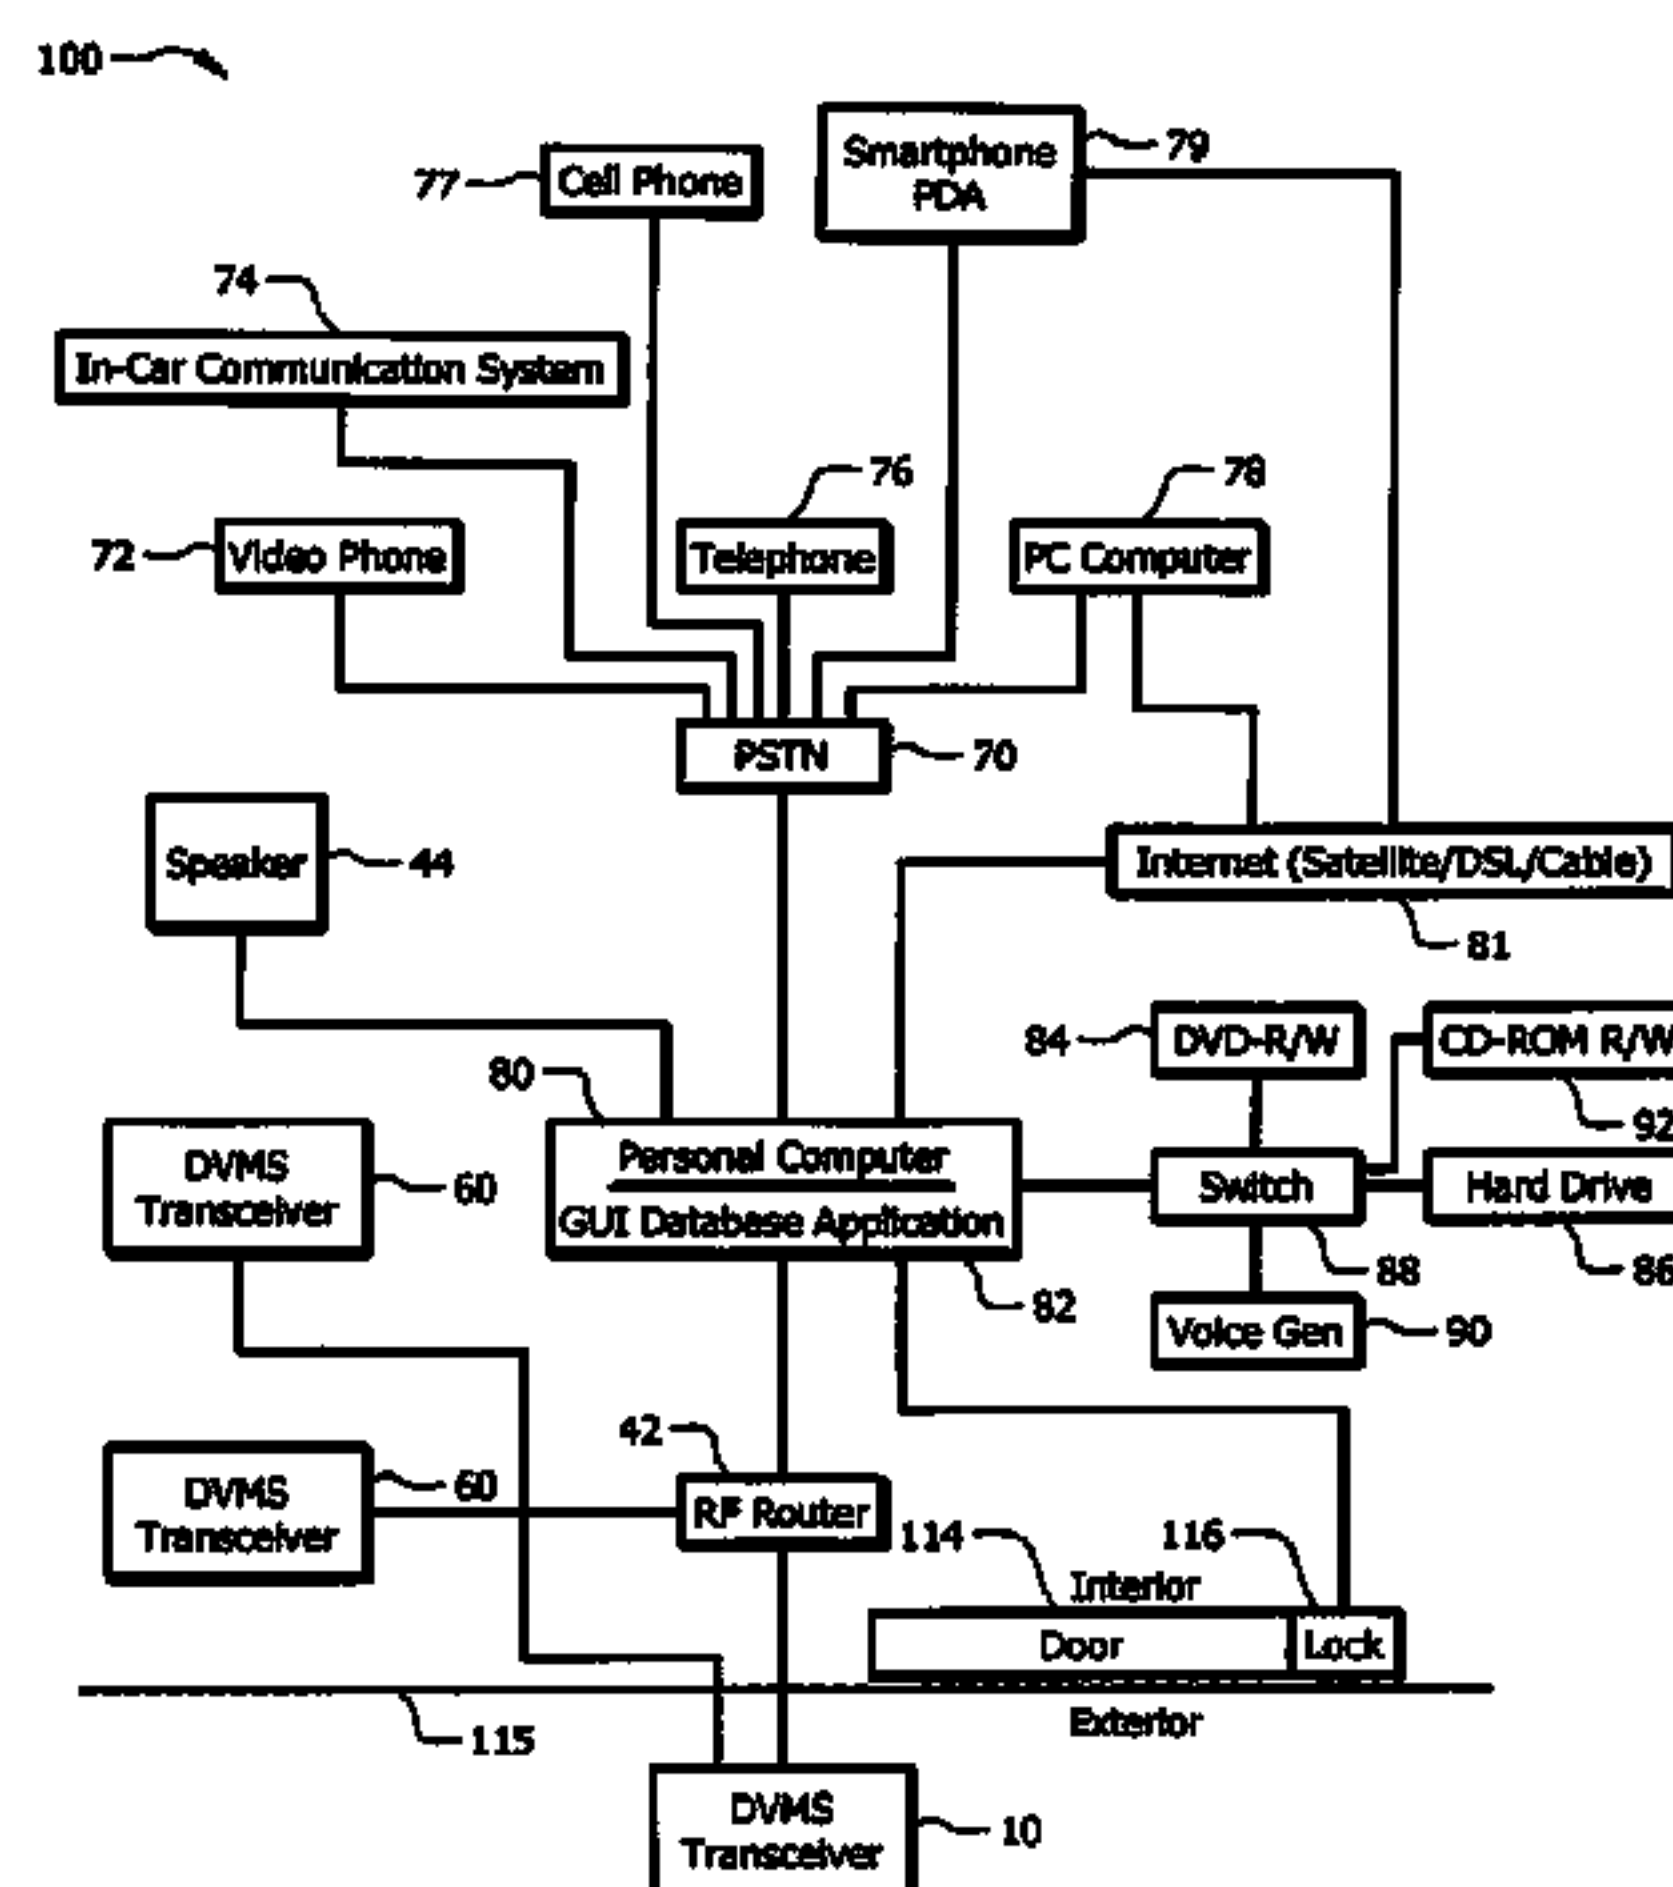 100
Smartphone
PDA
79
77
Cell Phone
74
In-Car Communication System
76
78
72
Video Phone
Telephone
PC Computer
PSTN
70
Speaker
44
Internet (Satellite/DSL/Cable)
81
84
DVD-R/W
CD-ROM R/W
92
80
DVMS
Transceiver
60
Personal Computer
GUI Database Application
82
Switch
Hard Drive
88
86
Voice Gen
90
42
DVMS
Transceiver
60
RF Router
114
116
Interior
Door
Lock
115
Exterior
DVMS
Transceiver
10